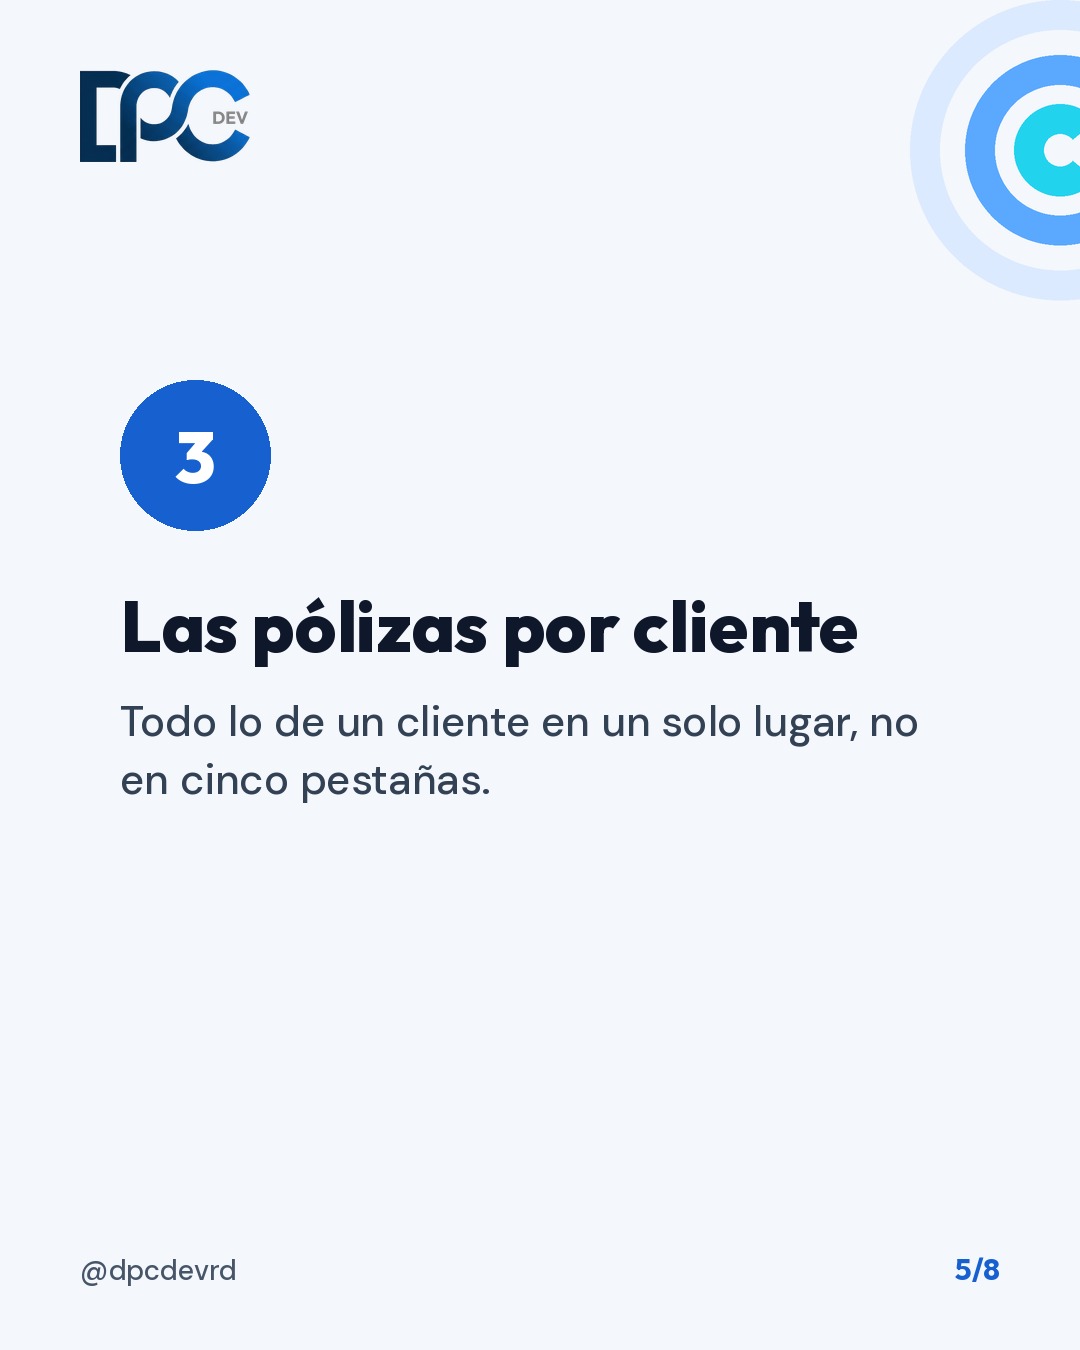 DPC
DEV
3
Las pólizas por cliente
Todo lo de un cliente en un solo lugar, no
en cinco pestañas.
@dpcdevrd
5/8